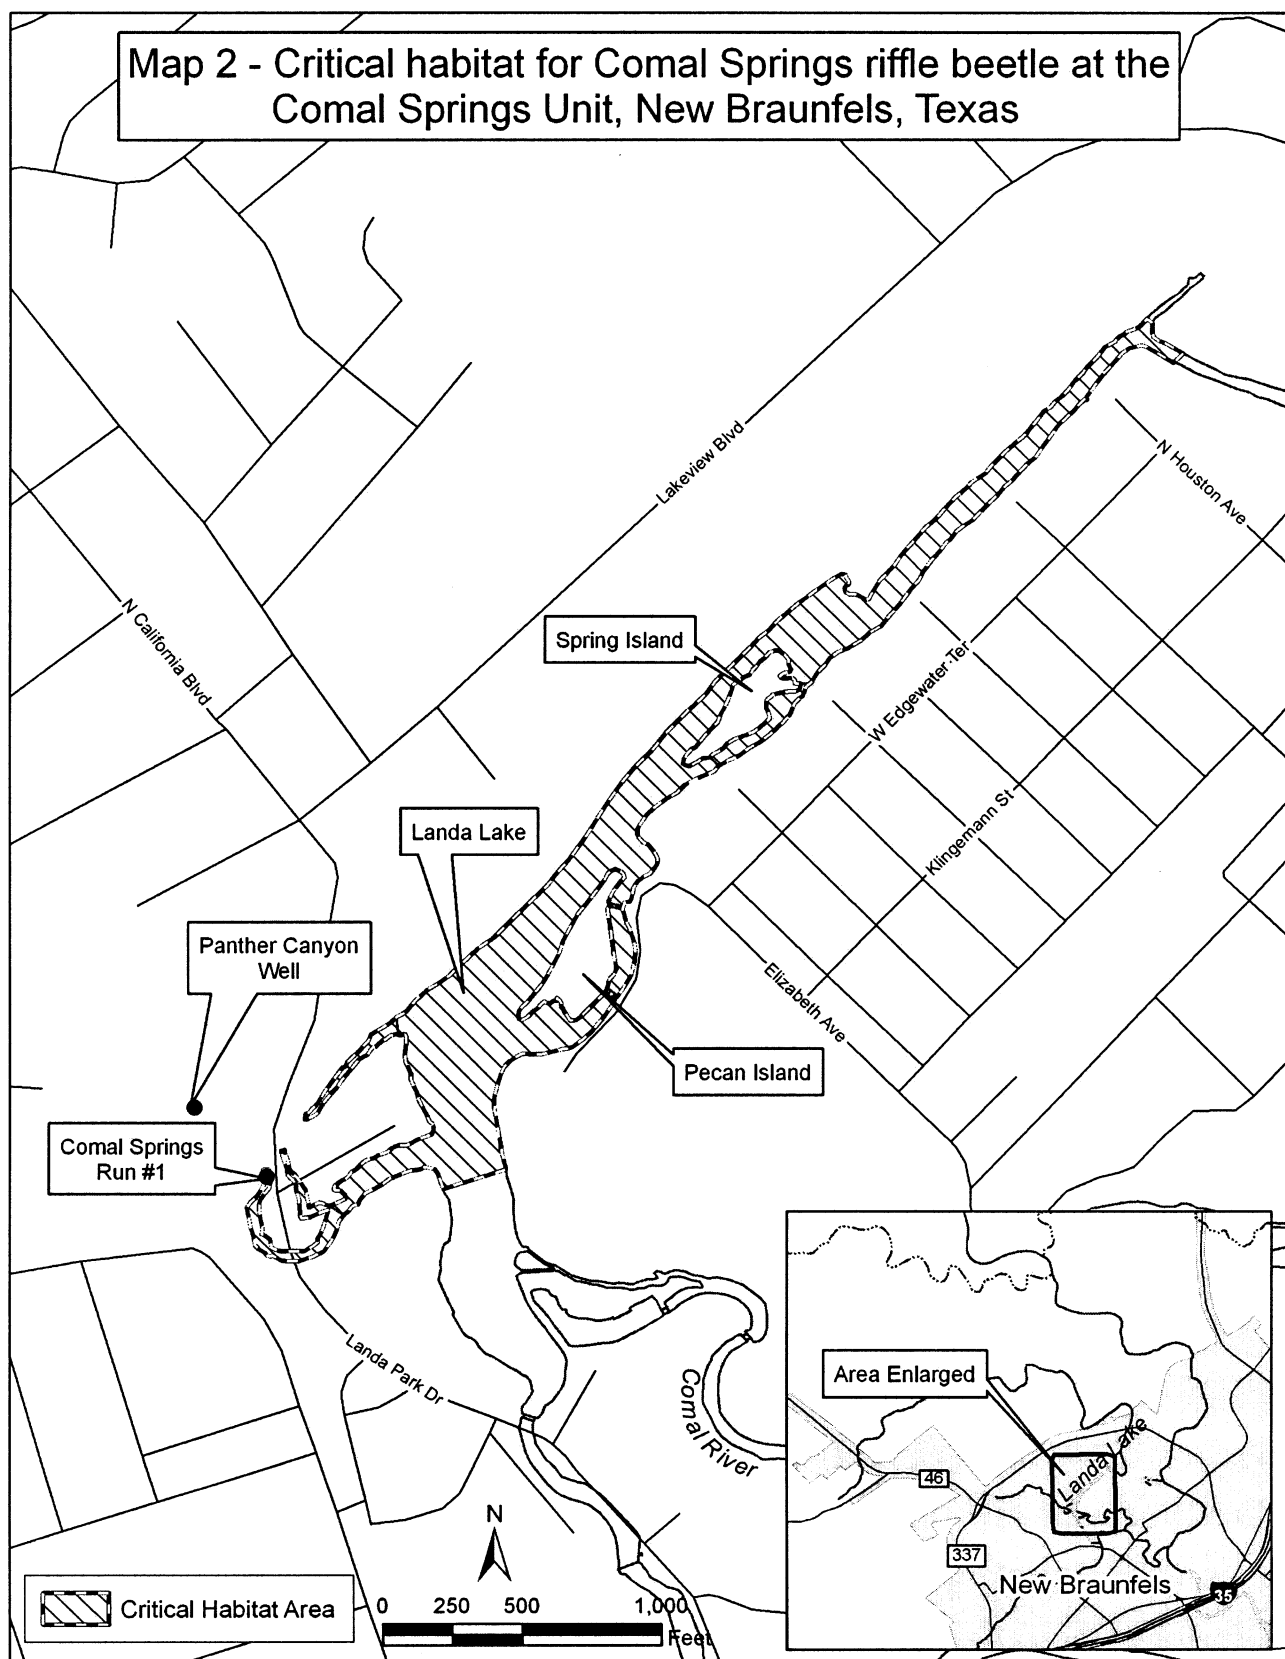 Map 2 - Critical habitat for Comal Springs riffle beetle at the
Comal Springs Unit, New Braunfels, Texas
N Houston Ave
Lakeview Blvd
N California Blvd
Spring Island
W Edgewater Ter
Klingemann St
Landa Lake
Panther Canyon
Well
Elizabeth Ave
Pecan Island
Comal Springs
Run #1
Landa Park Dr
Comal River
Area Enlarged
Landa Lake
46
337
New Braunfels
35
N
Critical Habitat Area
0 250 500 1,000
Feet